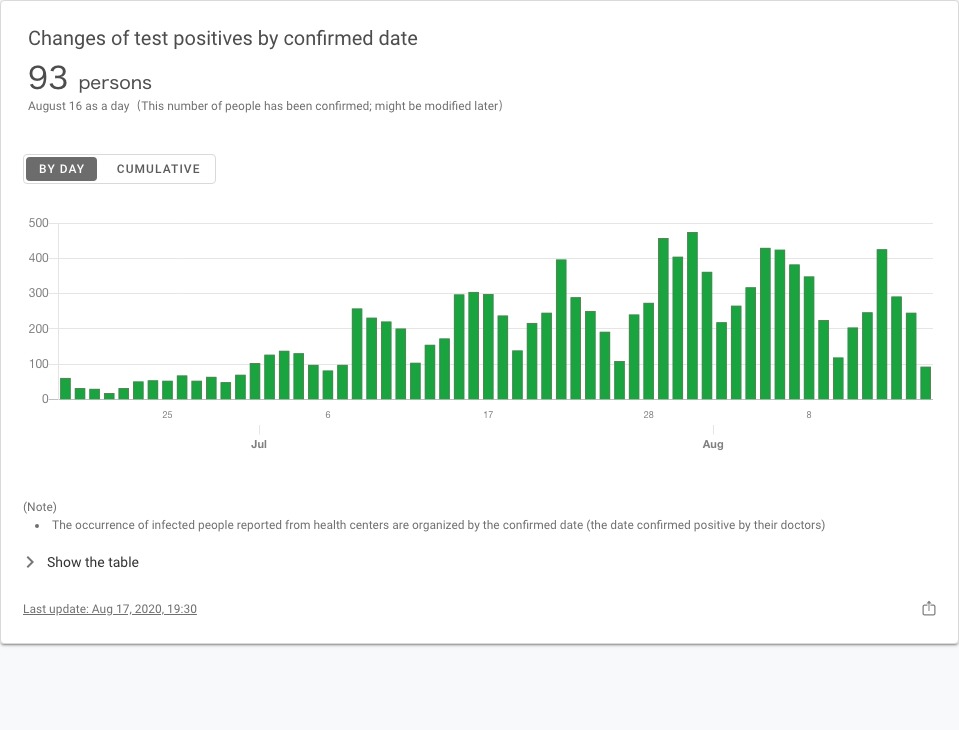 Changes of test positives by confirmed date
93 persons
August 16 as a day（This number of people has been confirmed; might be modified later）
BY DAY CUMULATIVE
500
400
300
200
100
0
25 6 17 28 8
Jul Aug
(Note)
• The occurrence of infected people reported from health centers are organized by the confirmed date (the date confirmed positive by their doctors)
Show the table
Last update: Aug 17, 2020, 19:30